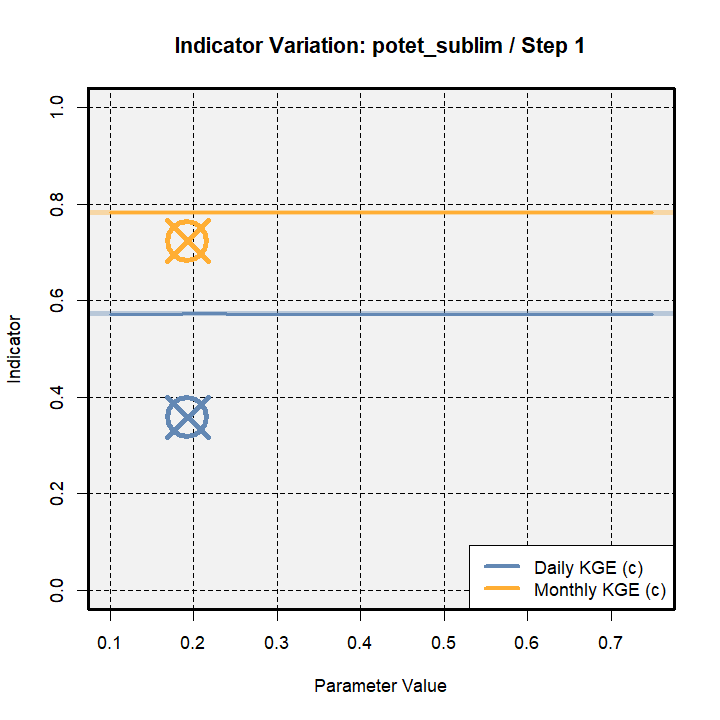 Indicator Variation: potet_sublim / Step 1
Indicator
1.0
0.8
0.6
0.4
0.2
0.0
0.1 0.2 0.3 0.4 0.5 0.6 0.7
Parameter Value
Daily KGE (c)
Monthly KGE (c)